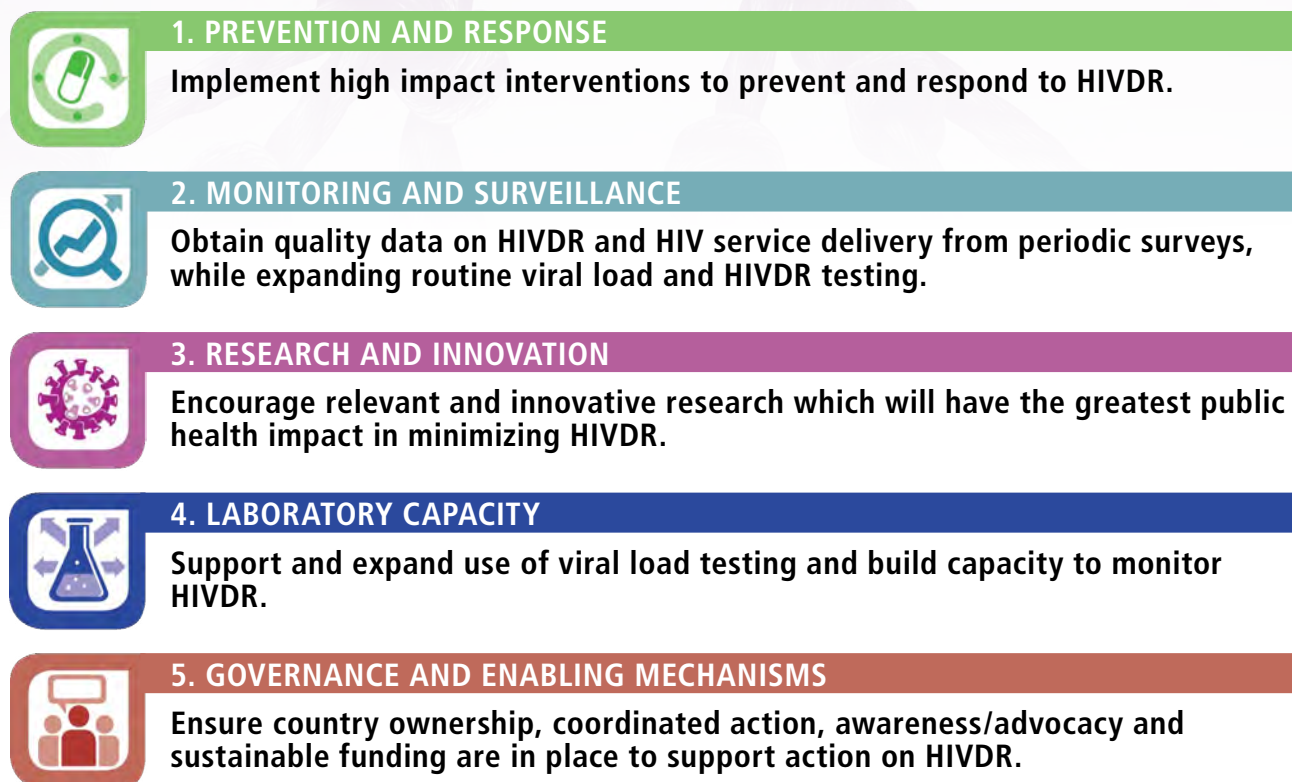 1. PREVENTION AND RESPONSE
Implement high impact interventions to prevent and respond to HIVDR.
2. MONITORING AND SURVEILLANCE
Obtain quality data on HIVDR and HIV service delivery from periodic surveys,
while expanding routine viral load and HIVDR testing.
3. RESEARCH AND INNOVATION
Encourage relevant and innovative research which will have the greatest public
health impact in minimizing HIVDR.
4. LABORATORY CAPACITY
Support and expand use of viral load testing and build capacity to monitor
HIVDR.
5. GOVERNANCE AND ENABLING MECHANISMS
Ensure country ownership, coordinated action, awareness/advocacy and
sustainable funding are in place to support action on HIVDR.